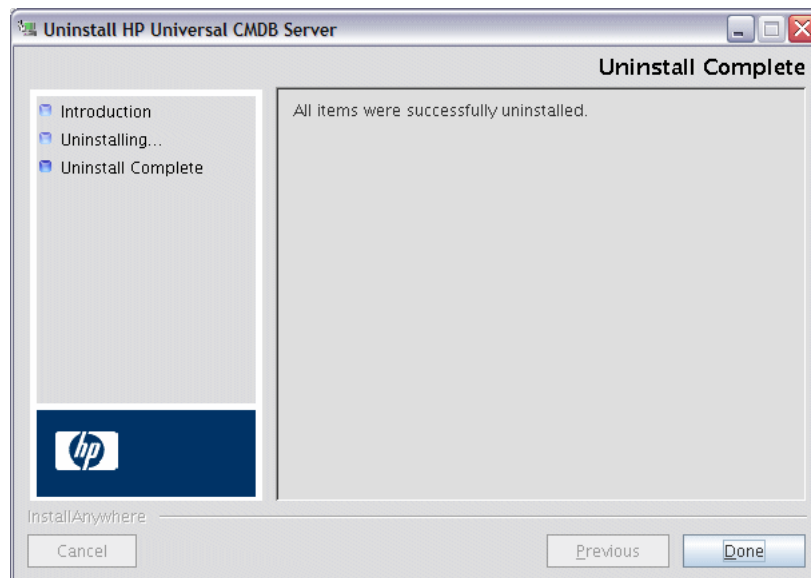 Uninstall HP Universal CMDB Server
Uninstall Complete
Introduction
Uninstalling...
Uninstall Complete
All items were successfully uninstalled.
hp
InstallAnywhere
Cancel
Previous
Done